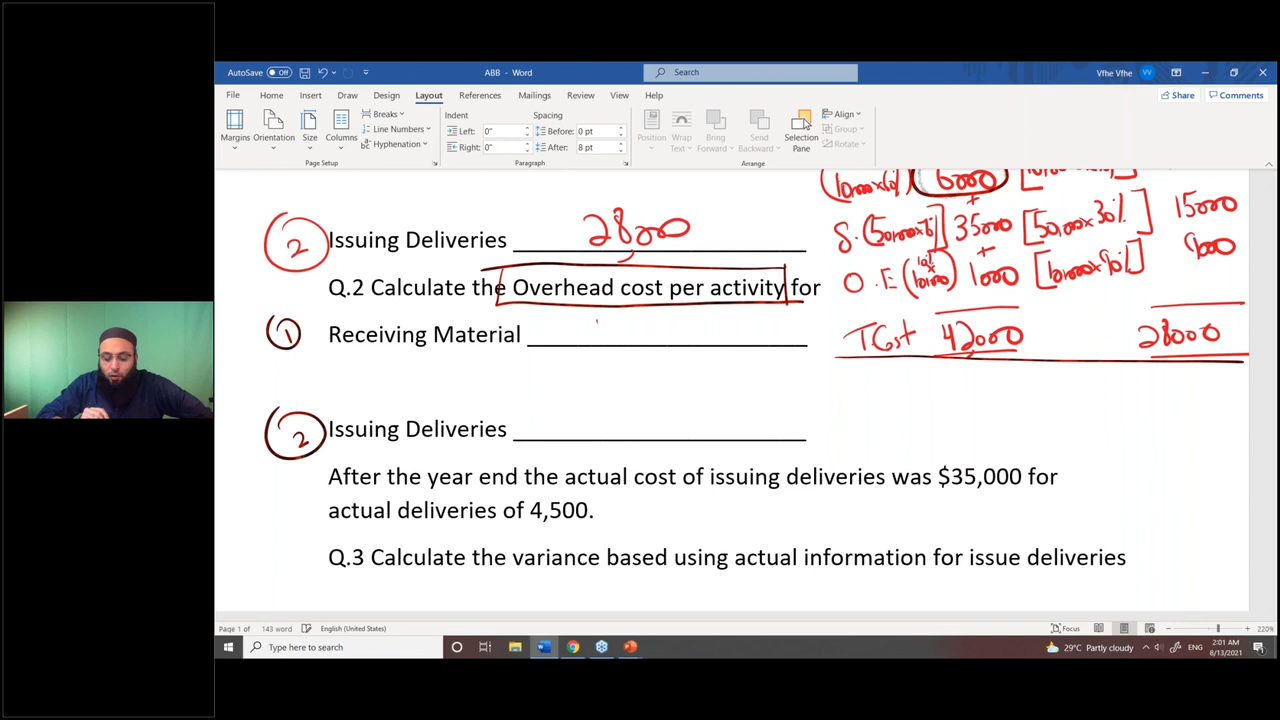 AutoSave Off
ABB - Word
Search
Vfhe Vfhe VV
File Home Insert Draw Design Layout References Mailings Review View Help
Share Comments
Margins Orientation Size Columns
Breaks
Line Numbers
Hyphenation
Page Setup
Indent
Left: 0"
Right: 0"
Spacing
Before: 0 pt
After: 8 pt
Paragraph
Position
Wrap Text
Bring Forward
Send Backward
Selection Pane
Align
Group
Rotate
Arrange
6000
+
S. 35000 [50,000x30%] 15000
+
O.E 1000 9000
TCost 42000 28000
2 Issuing Deliveries 28000
Q.2 Calculate the Overhead cost per activity for
1 Receiving Material
2 Issuing Deliveries
After the year end the actual cost of issuing deliveries was $35,000 for
actual deliveries of 4,500.
Q.3 Calculate the variance based using actual information for issue deliveries
Page 1 of 143 word English (United States)
Focus
220%
Type here to search
29°C Partly cloudy
ENG
2:01 AM
8/13/2021